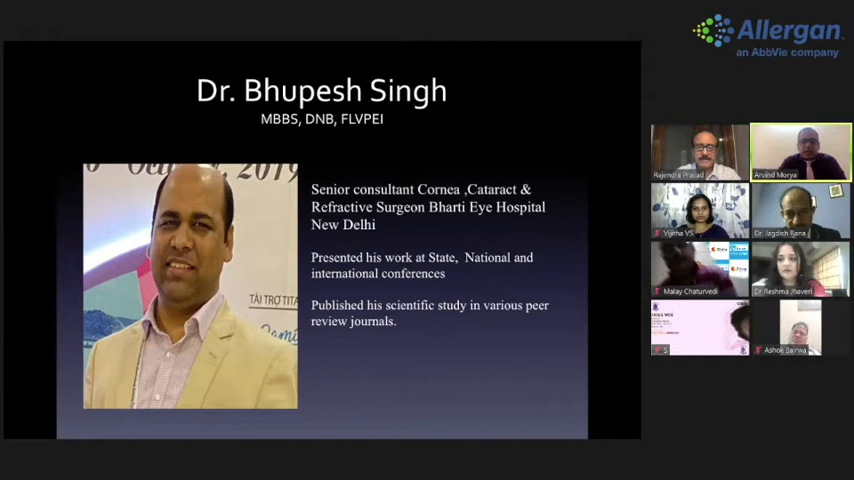 Allergan
an AbbVie company
Dr. Bhupesh Singh
MBBS, DNB, FLVPEI
2019
TÀI TRỢ TITA
Senior consultant Cornea ,Cataract &
Refractive Surgeon Bharti Eye Hospital
New Delhi
Presented his work at State, National and
international conferences
Published his scientific study in various peer
review journals.
Rajendra Prasad
Arvind Morya
Vijitha VS
Dr. Jagdish Rana
Malay Chaturvedi
Dr Reshma Jhaveri
S
Ashok Bairwa